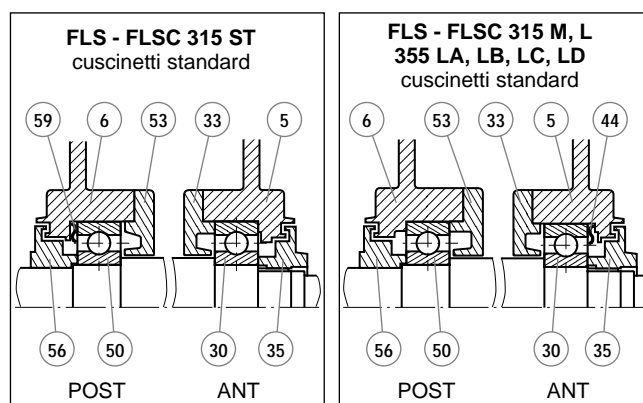 FLS - FLSC 315 ST
cuscinetti standard
59 6 53 33 5
56 50 30 35
POST ANT
FLS - FLSC 315 M, L
355 LA, LB, LC, LD
cuscinetti standard
6 53 33 5 44
56 50 30 35
POST ANT